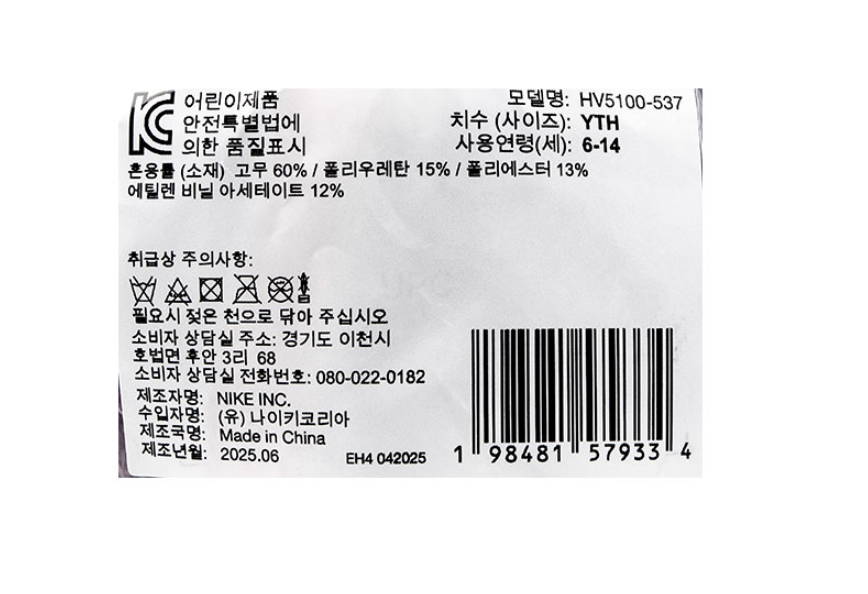 KC 어린이제품
안전특별법에
의한 품질표시
모델명: HV5100-537
치수 (사이즈): YTH
사용연령(세): 6-14
혼용률 (소재) 고무 60% / 폴리우레탄 15% / 폴리에스터 13%
에틸렌 비닐 아세테이트 12%
취급상 주의사항:
필요시 젖은 천으로 닦아 주십시오
소비자 상담실 주소: 경기도 이천시
호법면 후안 3리 68
소비자 상담실 전화번호: 080-022-0182
제조자명: NIKE INC.
수입자명: (유) 나이키코리아
제조국명: Made in China
제조년월: 2025.06
EH4 042025
1 98481 57933 4